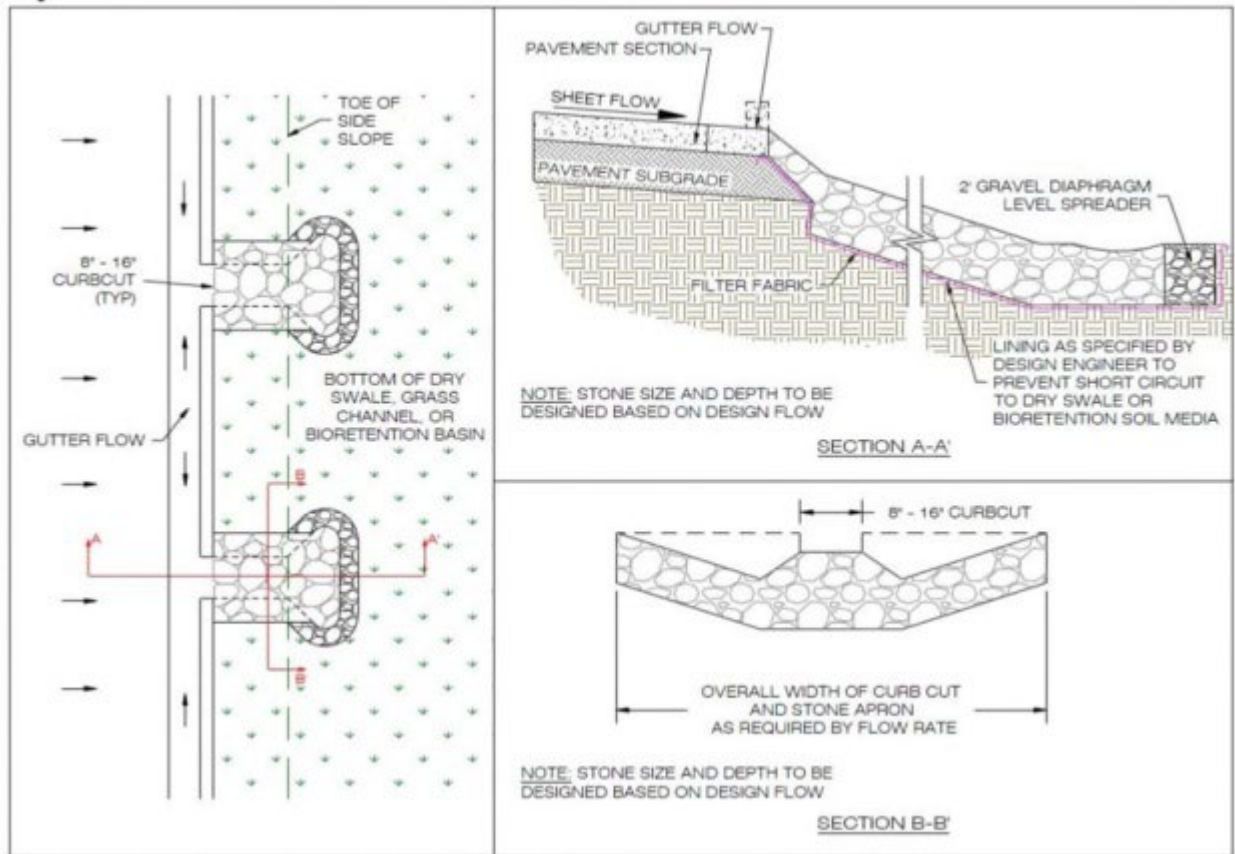 TOE OF
SIDE
SLOPE
8" - 16"
CURBCUT
(TYP)
BOTTOM OF DRY
SWALE, GRASS
CHANNEL, OR
BIORETENTION BASIN
GUTTER FLOW
B
A
A'
B'
GUTTER FLOW
PAVEMENT SECTION
SHEET FLOW
PAVEMENT SUBGRADE
2' GRAVEL DIAPHRAGM
LEVEL SPREADER
FILTER FABRIC
LINING AS SPECIFIED BY
DESIGN ENGINEER TO
PREVENT SHORT CIRCUIT
TO DRY SWALE OR
BIORETENTION SOIL MEDIA
NOTE: STONE SIZE AND DEPTH TO BE
DESIGNED BASED ON DESIGN FLOW
SECTION A-A'
8" - 16" CURBCUT
OVERALL WIDTH OF CURB CUT
AND STONE APRON
AS REQUIRED BY FLOW RATE
NOTE: STONE SIZE AND DEPTH TO BE
DESIGNED BASED ON DESIGN FLOW
SECTION B-B'